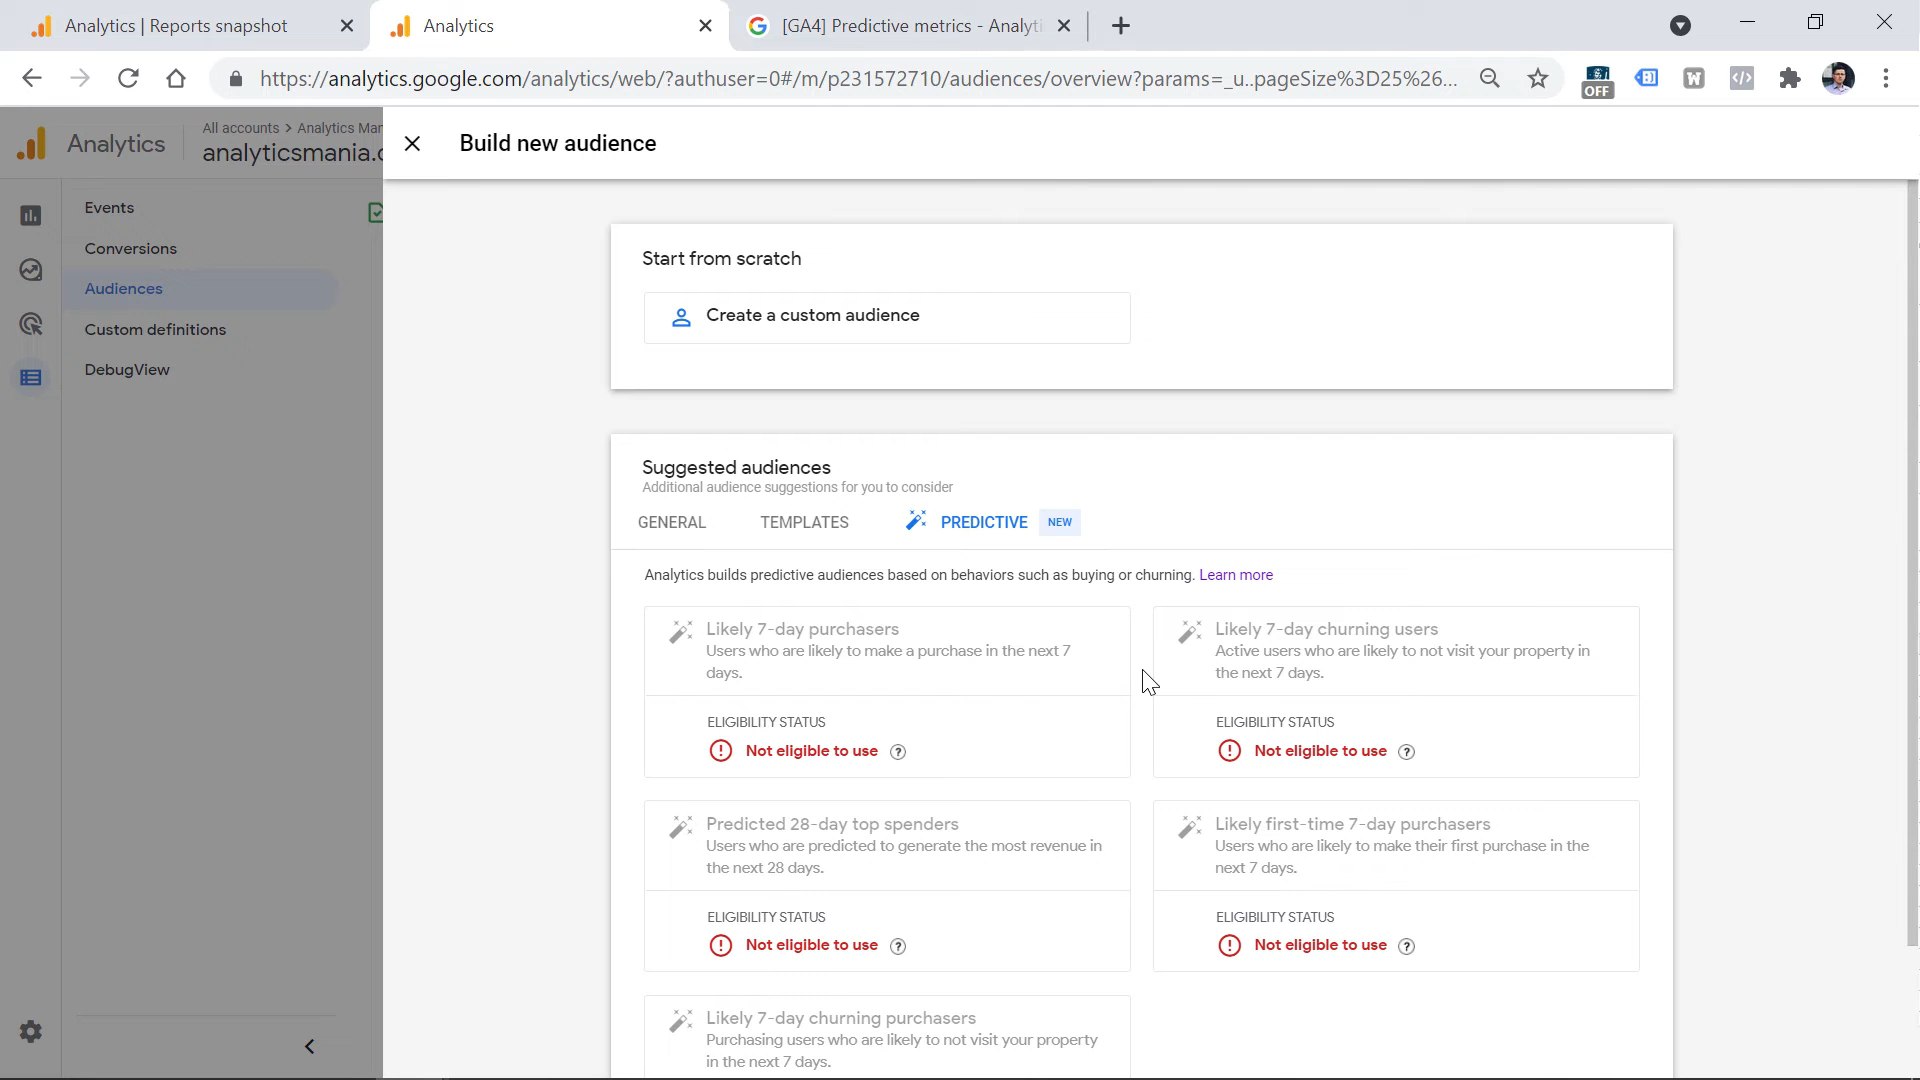 Analytics | Reports snapshot
Analytics
[GA4] Predictive metrics - Analyti
https://analytics.google.com/analytics/web/?authuser=0#/m/p231572710/audiences/overview?params=_u..pageSize%3D25%26...
OFF
W
Analytics
All accounts > Analytics Man
analyticsmania.c
Build new audience
Events
Conversions
Audiences
Custom definitions
DebugView
Start from scratch
Create a custom audience
Suggested audiences
Additional audience suggestions for you to consider
GENERAL TEMPLATES PREDICTIVE NEW
Analytics builds predictive audiences based on behaviors such as buying or churning. Learn more
Likely 7-day purchasers
Users who are likely to make a purchase in the next 7
days.
ELIGIBILITY STATUS
Not eligible to use
Likely 7-day churning users
Active users who are likely to not visit your property in
the next 7 days.
ELIGIBILITY STATUS
Not eligible to use
Predicted 28-day top spenders
Users who are predicted to generate the most revenue in
the next 28 days.
ELIGIBILITY STATUS
Not eligible to use
Likely first-time 7-day purchasers
Users who are likely to make their first purchase in the
next 7 days.
ELIGIBILITY STATUS
Not eligible to use
Likely 7-day churning purchasers
Purchasing users who are likely to not visit your property
in the next 7 days.